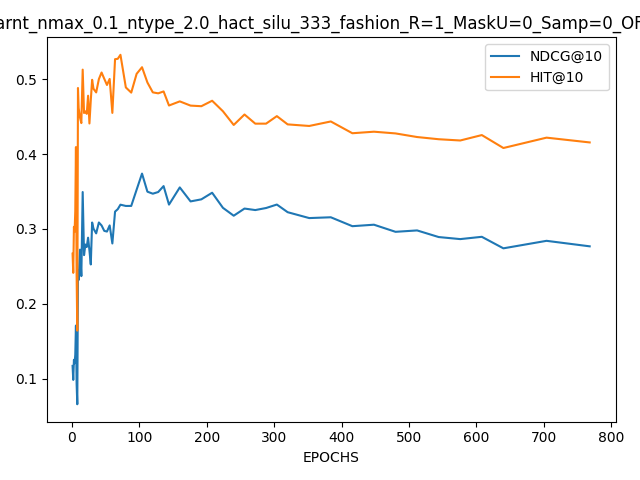 arnt_nmax_0.1_ntype_2.0_hact_silu_333_fashion_R=1_MaskU=0_Samp=0_OF
NDCG@10
HIT@10
0.5
0.4
0.3
0.2
0.1
0 100 200 300 400 500 600 700 800
EPOCHS